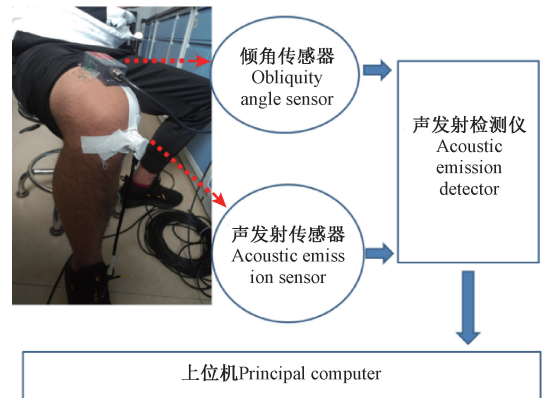 倾角传感器
Obliquity
angle sensor
声发射检测仪
Acoustic
emission
detector
声发射传感器
Acoustic emiss
ion sensor
上位机Principal computer